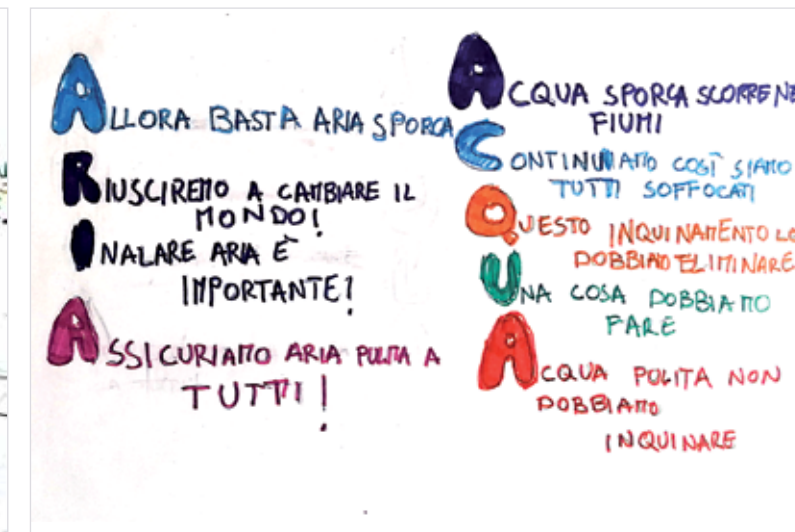 ALLORA BASTA ARIA SPORCA
RIUSCIREMO A CAMBIARE IL
MONDO!
INALARE ARIA È
IMPORTANTE!
ASSICURIAMO ARIA PULITA A
TUTTI!
ACQUA SPORCA SCORRE NE
FIUMI
CONTINUIAMO COSÌ SIAMO
TUTTI SOFFOCATI
QUESTO INQUINAMENTO LO
DOBBIAMO ELIMINARE
UNA COSA DOBBIAMO
FARE
ACQUA PULITA NON
DOBBIAMO
INQUINARE